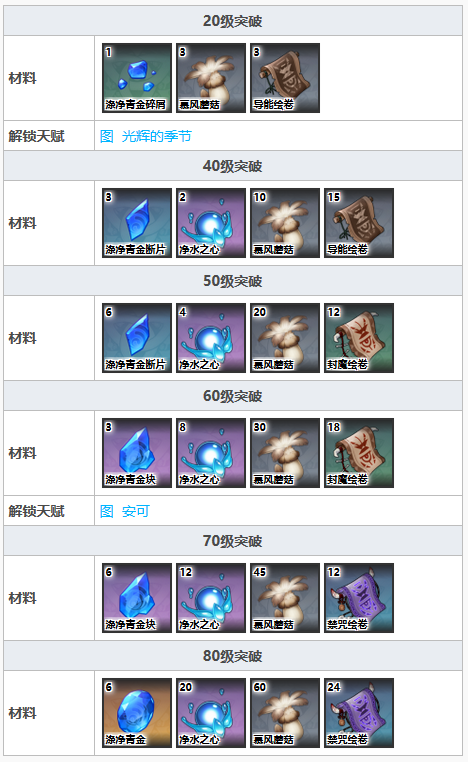 20级突破
材料
1 3 3
涤净青金碎屑 慕风蘑菇 导能绘卷
解锁天赋 图 光辉的季节
40级突破
材料
3 2 10 15
涤净青金断片 净水之心 慕风蘑菇 导能绘卷
50级突破
材料
6 4 20 12
涤净青金断片 净水之心 慕风蘑菇 封魔绘卷
60级突破
材料
3 8 30 18
涤净青金块 净水之心 慕风蘑菇 封魔绘卷
解锁天赋 图 安可
70级突破
材料
6 12 45 12
涤净青金块 净水之心 慕风蘑菇 禁咒绘卷
80级突破
材料
6 20 60 24
涤净青金 净水之心 慕风蘑菇 禁咒绘卷